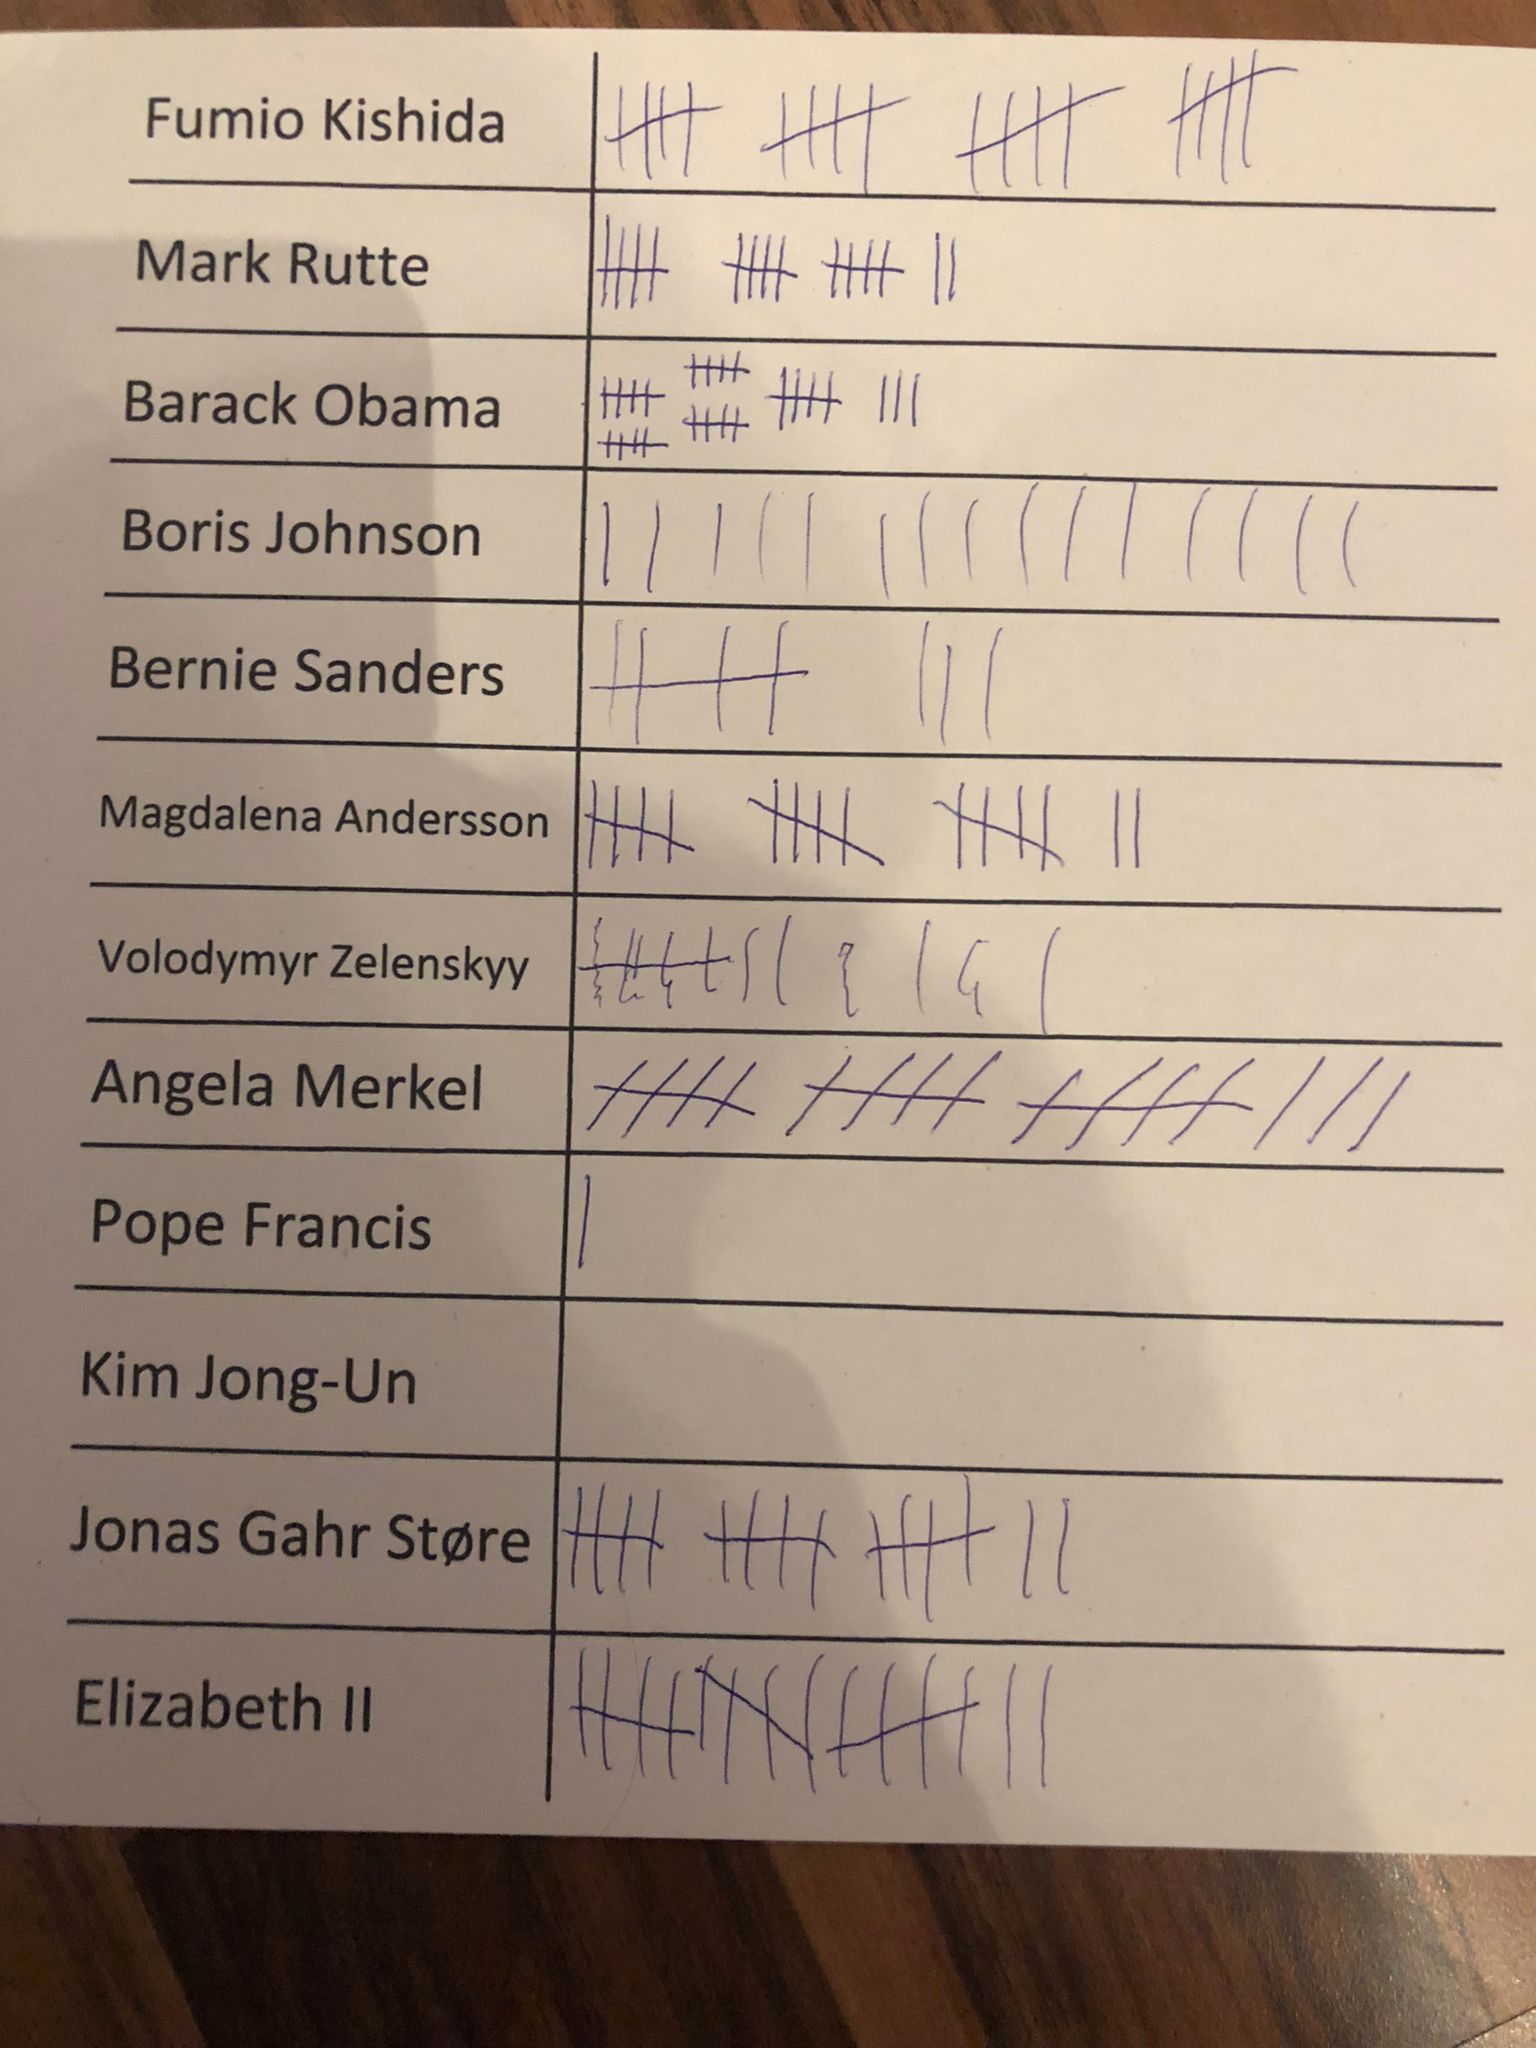 Fumio Kishida
Mark Rutte
Barack Obama
Boris Johnson
Bernie Sanders
Magdalena Andersson
Volodymyr Zelenskyy
Angela Merkel
Pope Francis
Kim Jong-Un
Jonas Gahr Støre
Elizabeth II